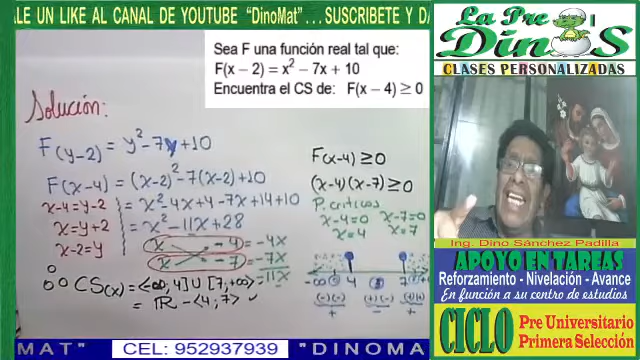 ALE UN LIKE AL CANAL DE YOUTUBE "DinoMat"...SUSCRIBETE Y DA
La Pre
DinoS
CLASES PERSONALIZADAS
Sea F una función real tal que:
F(x – 2) = x² – 7x + 10
Encuentra el CS de: F(x – 4) ≥ 0
Solución:
F(y-2) = y²-7y+10
F(x-4) = (x-2)²-7(x-2)+10
x-4=y-2 = x²-4x+4-7x+14+10
x=y+2 = x²-11x+28
x-2=y
x -4 = -4x
x -7 = -7x
-11x
CS(x) = <-∞, 4] ∪ [7, +∞>
= ℝ - <4, 7>
F(x-4) ≥ 0
(x-4)(x-7) ≥ 0
P. criticos
x-4=0 x-7=0
x=4 x=7
-∞ 4 7
(-)(-) (+)(-)
+ -
Ing. Dino Sánchez Padilla
APOYO EN TAREAS
Reforzamiento - Nivelación - Avance
En función a su centro de estudios
CICLO Pre Universitario
Primera Selección
MAT" CEL: 952937939 "DINOMA